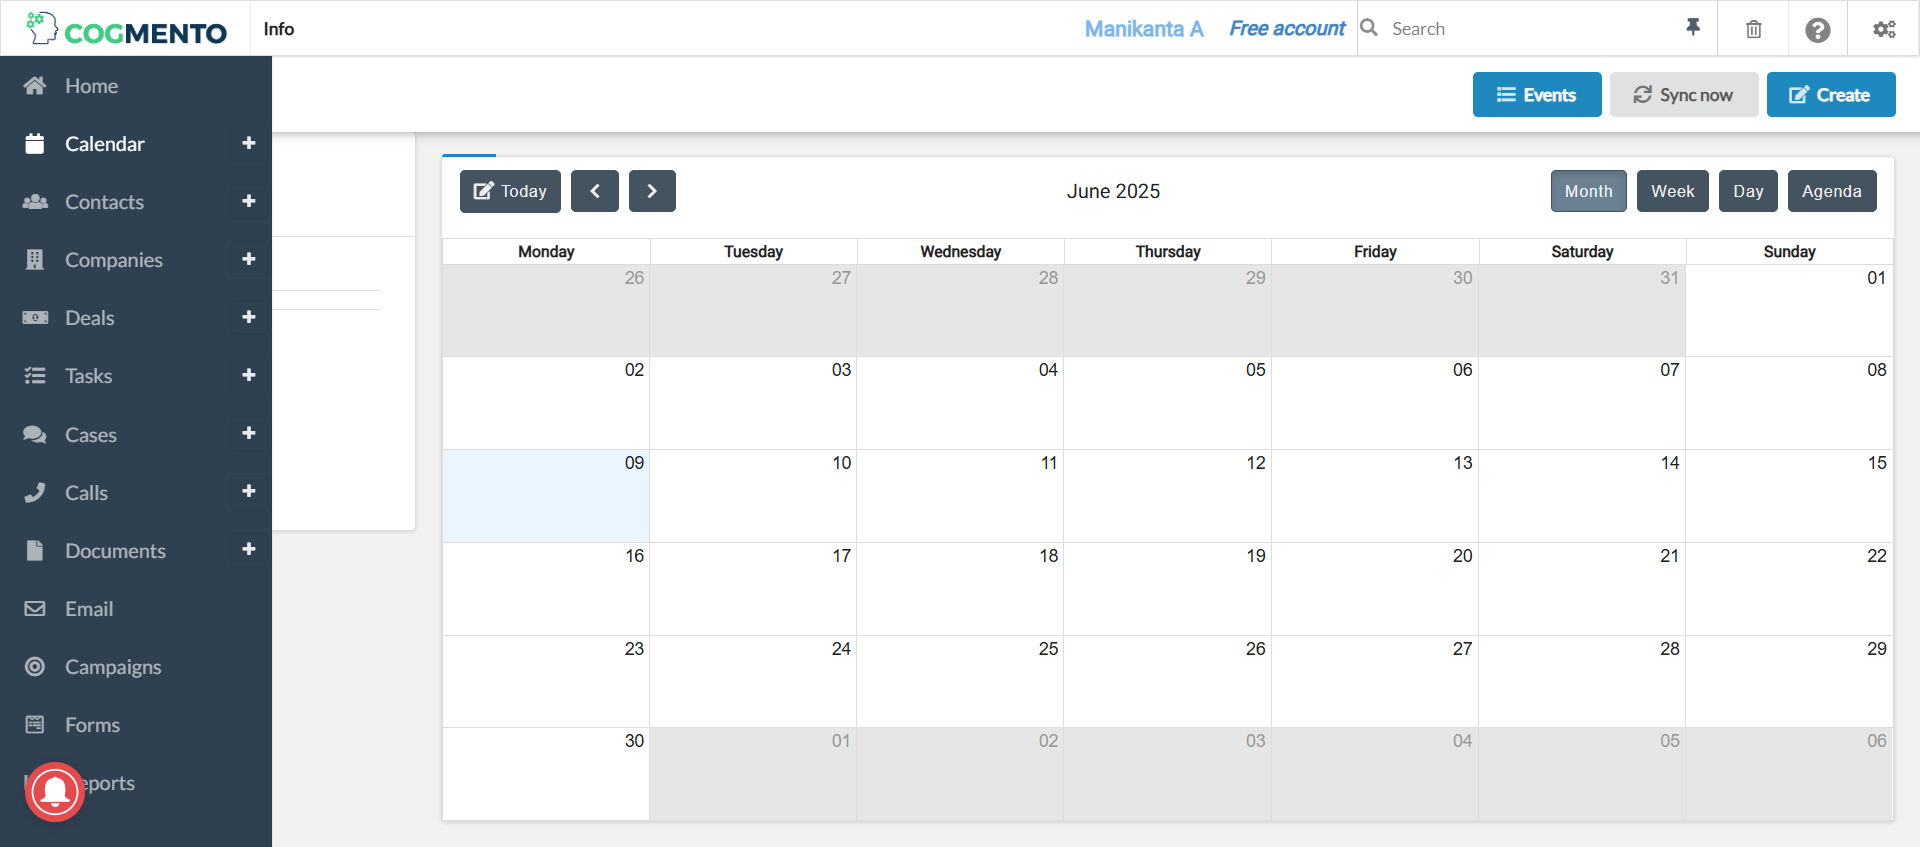 COGMENTO
Info
Manikanta A
Free account
Search
Home
Calendar
Contacts
Companies
Deals
Tasks
Cases
Calls
Documents
Email
Campaigns
Forms
eports
Events
Sync now
Create
Today
June 2025
Month
Week
Day
Agenda
Monday Tuesday Wednesday Thursday Friday Saturday Sunday
26 27 28 29 30 31 01
02 03 04 05 06 07 08
09 10 11 12 13 14 15
16 17 18 19 20 21 22
23 24 25 26 27 28 29
30 01 02 03 04 05 06